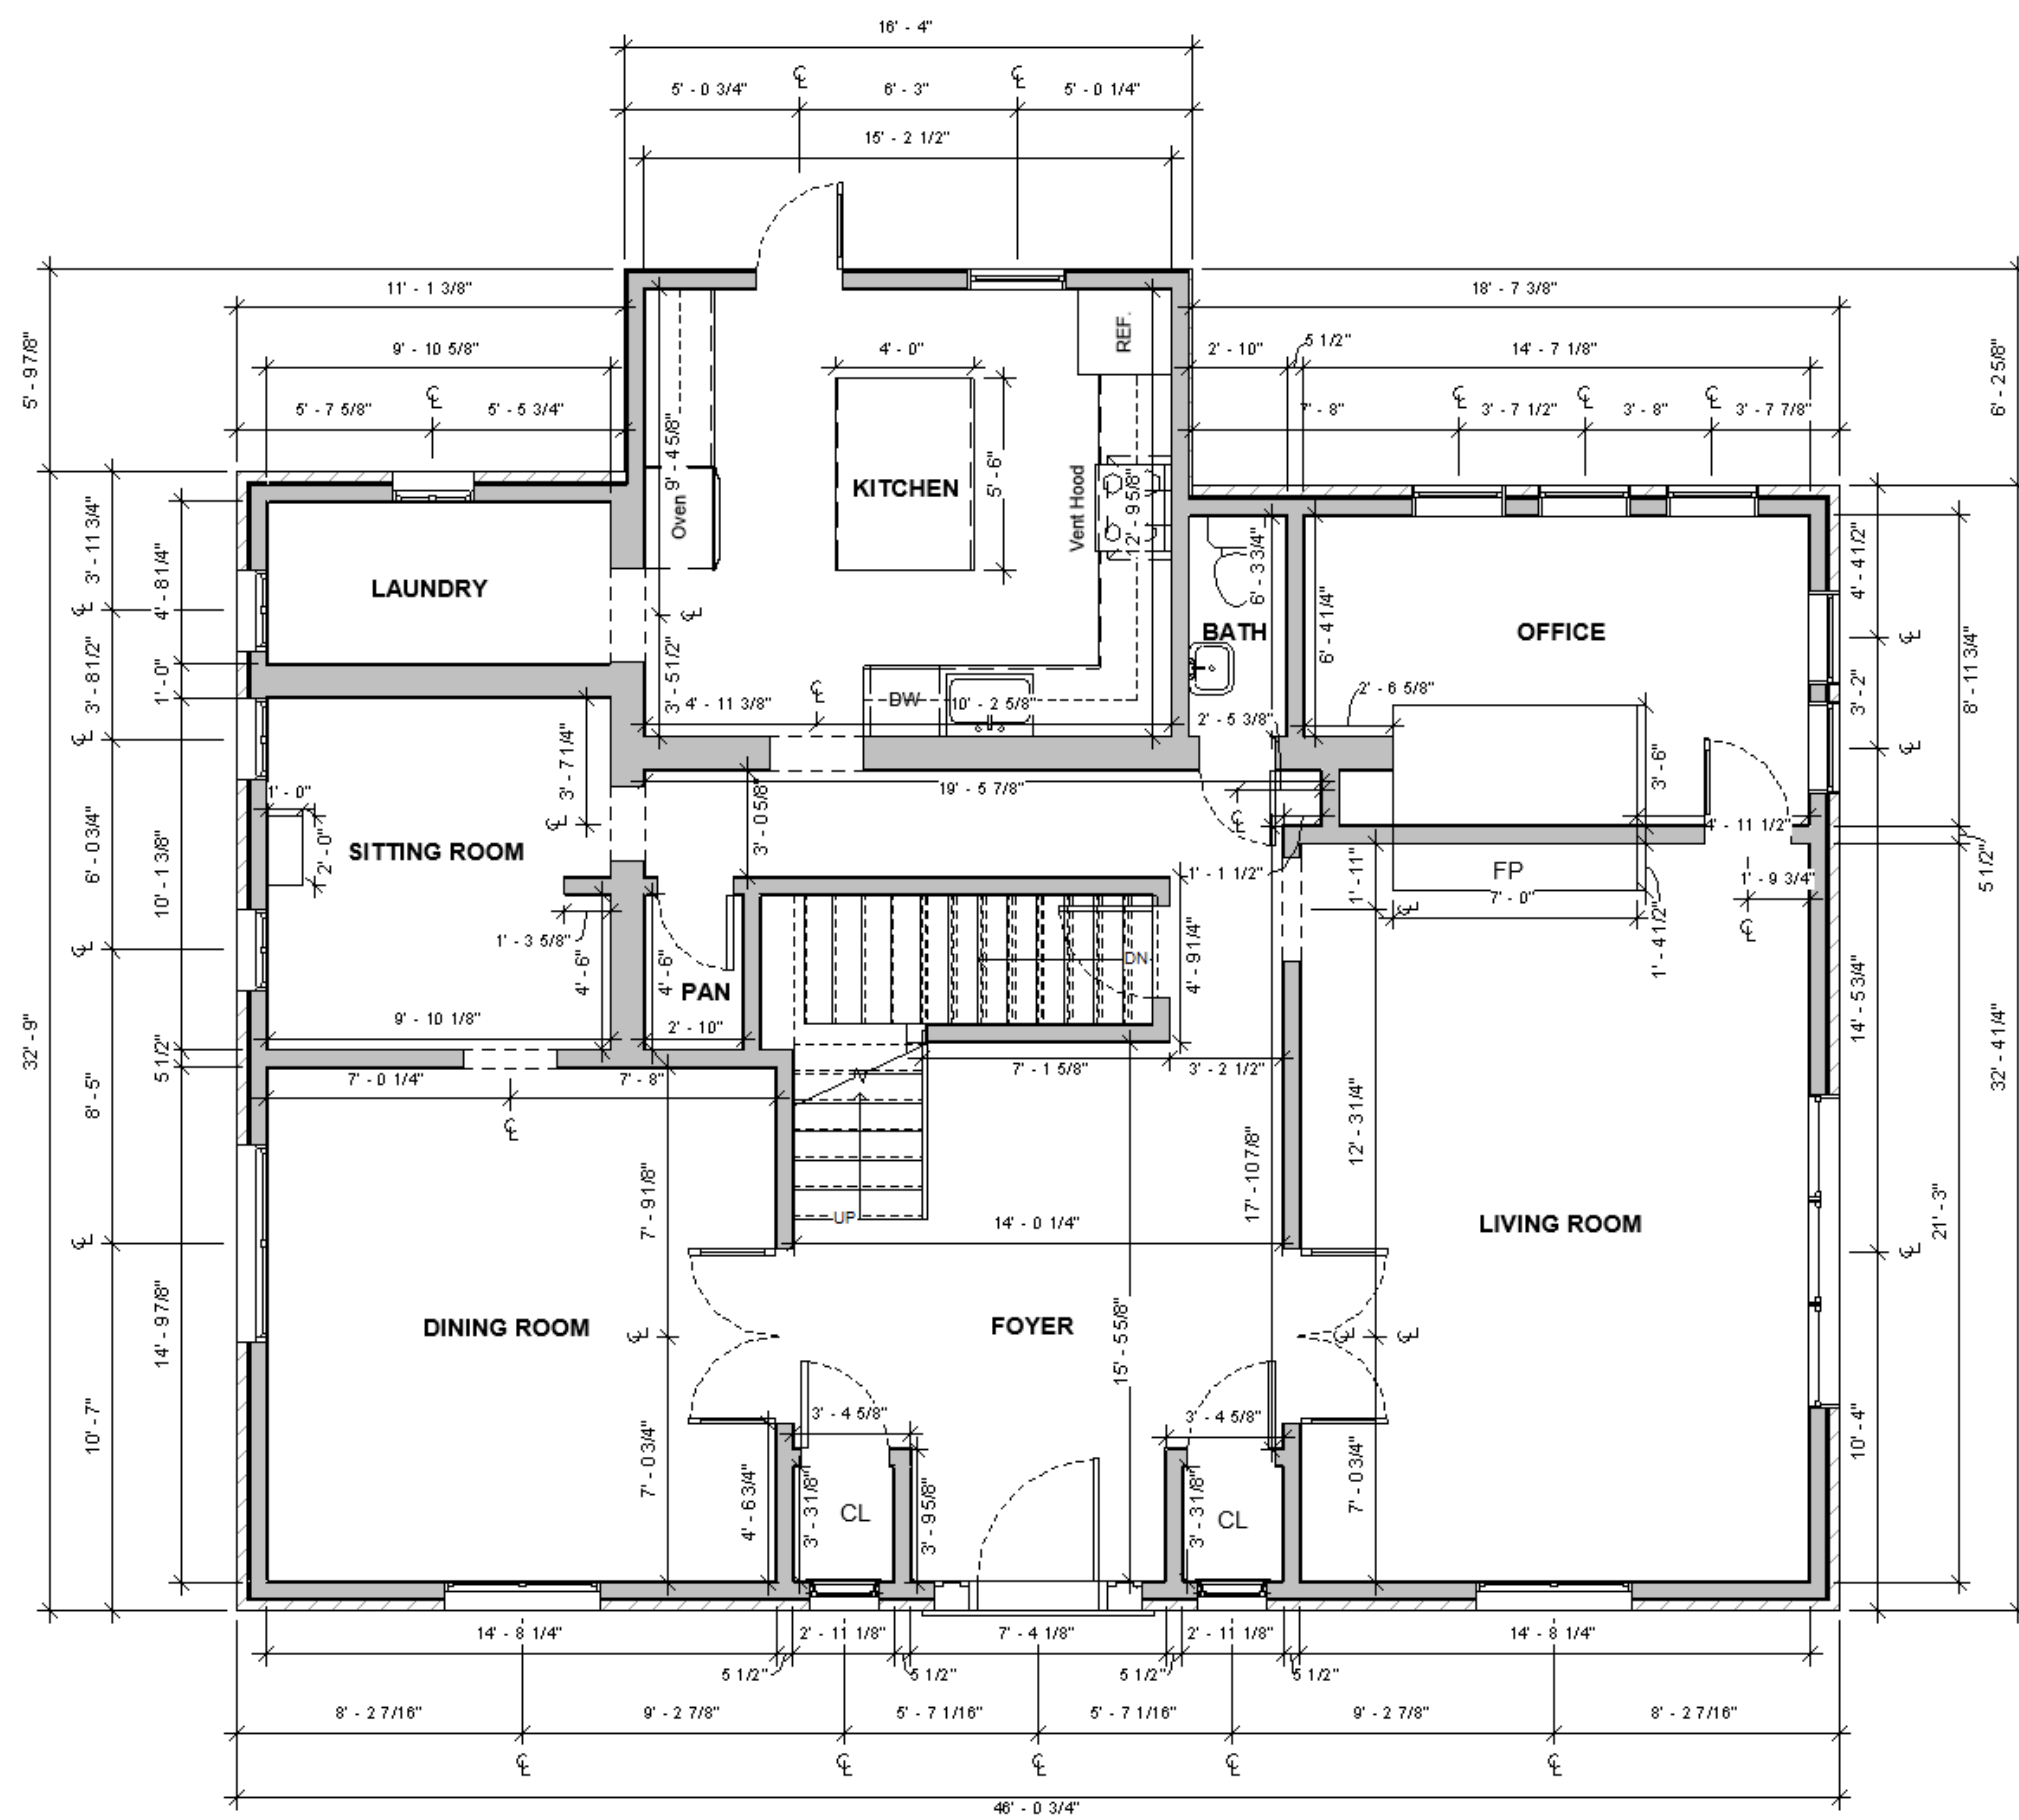 16' - 4"
℄ ℄
5' - 0 3/4" 6' - 3" 5' - 0 1/4"
15' - 2 1/2"
11' - 1 3/8" 18' - 7 3/8"
5' - 9 7/8"
6' - 2 5/8"
9' - 10 5/8" 4' - 0" 2' - 10" 5 1/2" 14' - 7 1/8"
REF.
5' - 7 5/8" ℄ 5' - 5 3/4" 7' - 8" ℄ 3' - 7 1/2" ℄ 3' - 8" ℄ 3' - 7 7/8"
9' - 4 5/8"
KITCHEN
5' - 6"
Oven
Vent Hood
12' - 9 5/8"
3' - 11 3/4"
4' - 8 1/4"
LAUNDRY
6' - 3 3/4"
4' - 4 1/2"
℄ ℄
BATH
6' - 4 1/4"
OFFICE
℄
8' - 11 3/4"
3' - 8 1/2"
1' - 0"
3' - 5 1/2"
3' - 2"
4' - 11 3/8" ℄ DW 10' - 2 5/8" 2' - 5 3/8" 2' - 6 5/8"
℄ ℄
3' - 7 1/4"
3' - 6"
1' - 0" 19' - 5 7/8"
2' - 0"
3' - 0 5/8"
℄ ℄
4' - 11 1/2"
6' - 0 3/4"
10' - 1 3/8"
SITTING ROOM
5 1/2"
1' - 1 1/2"
1' - 11"
FP
1' - 9 3/4"
7' - 0"
℄
1' - 4 1/2"
℄
1' - 3 5/8"
℄
4' - 6"
4' - 6"
DN
4' - 9 1/4"
PAN
14' - 5 3/4"
9' - 10 1/8" 2' - 10"
32' - 9"
5 1/2"
32' - 4 1/4"
7' - 0 1/4" 7' - 8" 7' - 1 5/8" 3' - 2 1/2"
8' - 5"
℄
12' - 3 1/4"
7' - 9 1/8"
17' - 10 7/8"
UP
14' - 0 1/4"
LIVING ROOM
21' - 3"
℄ ℄
14' - 9 7/8"
DINING ROOM
℄
FOYER
℄ ℄
15' - 5 5/8"
10' - 7"
3' - 4 5/8" 3' - 4 5/8"
10' - 4"
7' - 0 3/4"
4' - 6 3/4"
3' - 3 1/8"
CL
3' - 9 5/8"
3' - 3 1/8"
CL
7' - 0 3/4"
14' - 8 1/4" 2' - 11 1/8" 7' - 4 1/8" 2' - 11 1/8" 14' - 8 1/4"
5 1/2" 5 1/2" 5 1/2" 5 1/2"
8' - 2 7/16" 9' - 2 7/8" 5' - 7 1/16" 5' - 7 1/16" 9' - 2 7/8" 8' - 2 7/16"
℄ ℄ ℄ ℄ ℄
46' - 0 3/4"